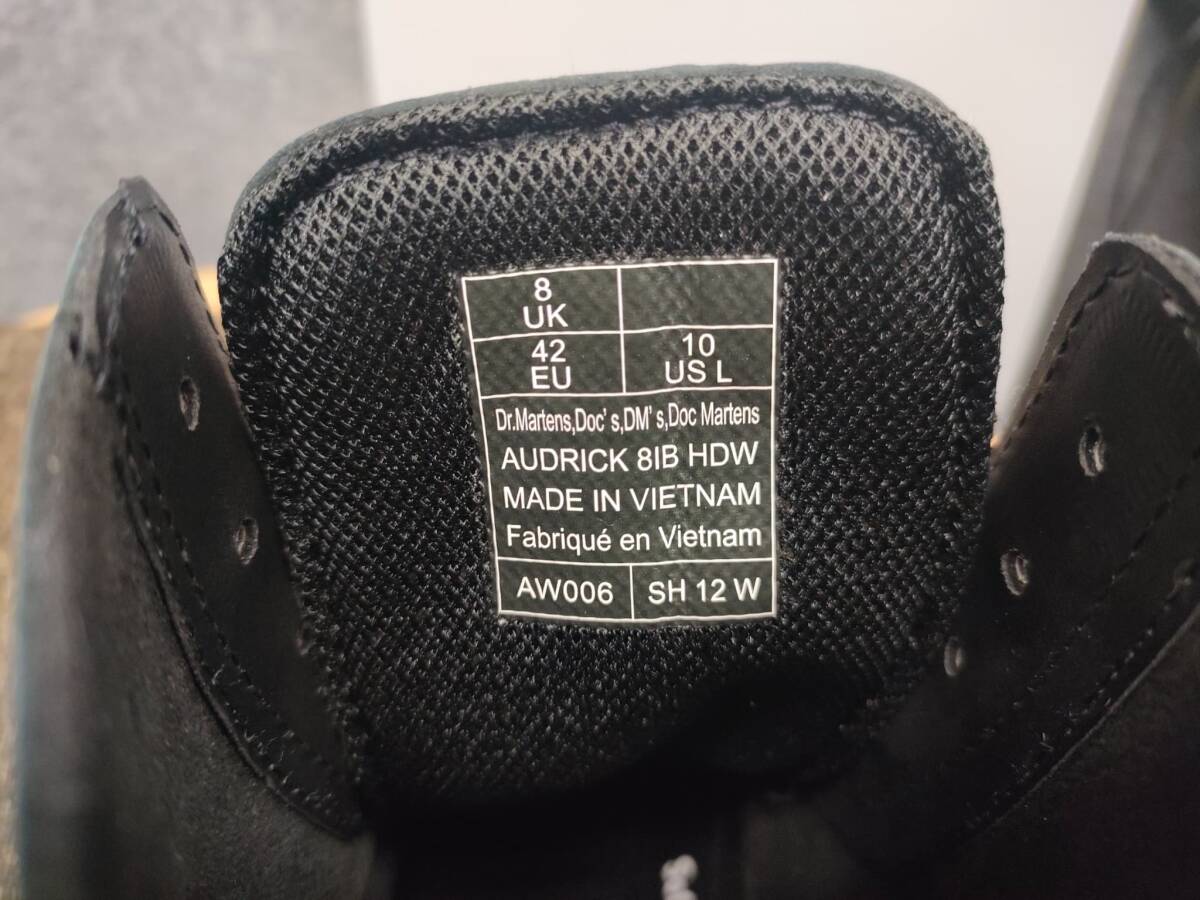 8
UK
42
EU
10
US L
Dr.Martens,Doc's,DM's,Doc Martens
AUDRICK 8IB HDW
MADE IN VIETNAM
Fabriqué en Vietnam
AW006
SH 12 W